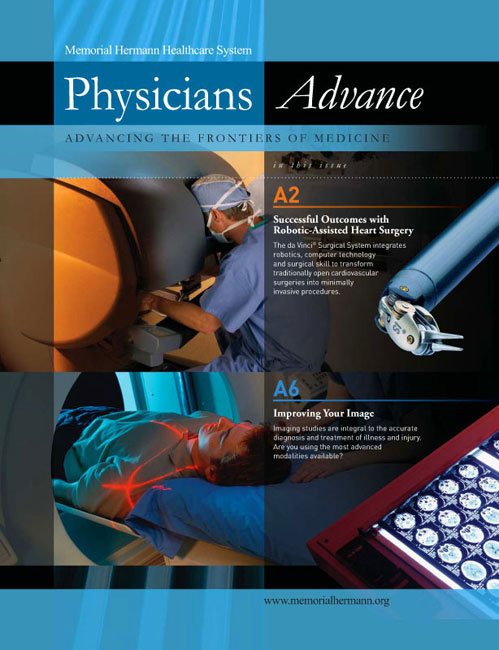 Memorial Hermann Healthcare System
Physicians Advance
ADVANCING THE FRONTIERS OF MEDICINE
in this issue
A2
Successful Outcomes with
Robotic-Assisted Heart Surgery
The da Vinci® Surgical System integrates
robotics, computer technology
and surgical skill to transform
traditionally open cardiovascular
surgeries into minimally
invasive procedures.
A6
Improving Your Image
Imaging studies are integral to the accurate
diagnosis and treatment of illness and injury.
Are you using the most advanced
modalities available?
www.memorialhermann.org